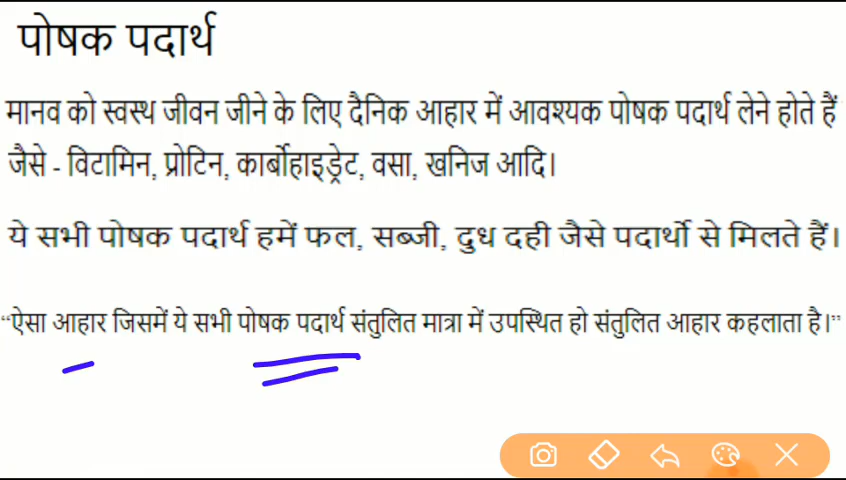 पोषक पदार्थ
मानव को स्वस्थ जीवन जीने के लिए दैनिक आहार में आवश्यक पोषक पदार्थ लेने होते हैं
जैसे - विटामिन, प्रोटिन, कार्बोहाइड्रेट, वसा, खनिज आदि।
ये सभी पोषक पदार्थ हमें फल, सब्जी, दुध दही जैसे पदार्थो से मिलते हैं।
“ऐसा आहार जिसमें ये सभी पोषक पदार्थ संतुलित मात्रा में उपस्थित हो संतुलित आहार कहलाता है।”